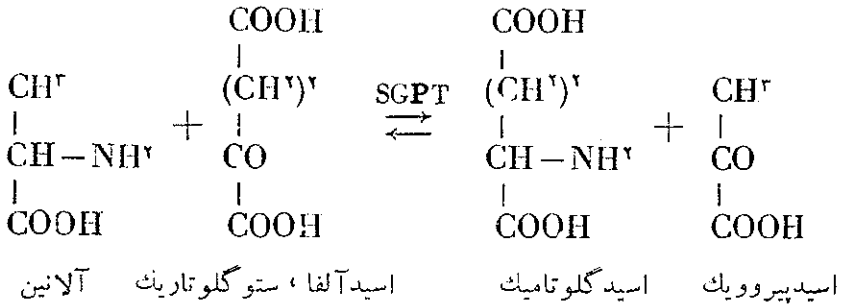 COOH COOH
CH۳ (CH۲)۲ SGPT (CH۲)۲ CH۳
+ ⇄ +
CH – NH۲ CO CH – NH۲ CO
COOH COOH COOH COOH
آلانین اسیدآلفا ، ستوگلوتاریك اسیدگلوتامیك اسیدپیروویك